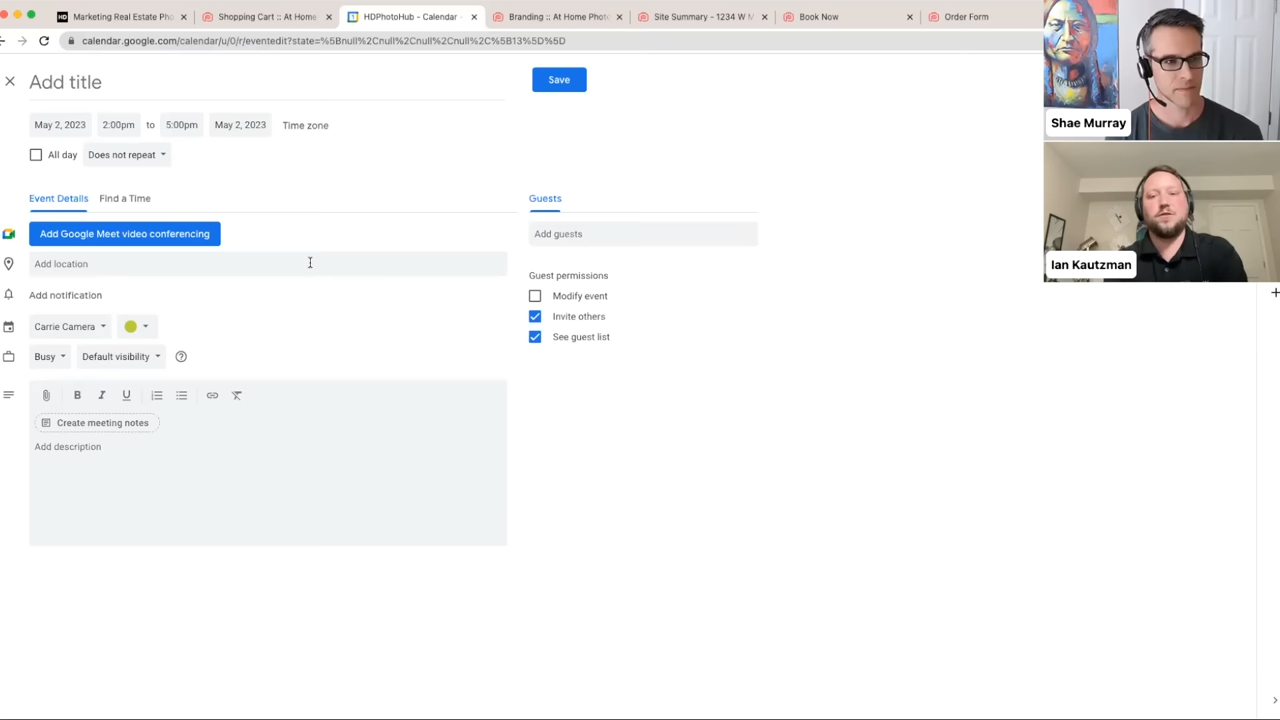 Marketing Real Estate Pho
Shopping Cart :: At Home
HDPhotoHub - Calendar -
Branding :: At Home Phot
Site Summary - 1234 W M
Book Now
Order Form
calendar.google.com/calendar/u/0/r/eventedit?state=%5Bnull%2Cnull%2Cnull%2Cnull%2C%5B13%5D%5D
Add title
Save
May 2, 2023 2:00pm to 5:00pm May 2, 2023 Time zone
All day Does not repeat
Event Details Find a Time
Guests
Add Google Meet video conferencing
Add guests
Add location
Guest permissions
Add notification
Modify event
Invite others
Carrie Camera
See guest list
Busy Default visibility
B I U
Create meeting notes
Add description
Shae Murray
Ian Kautzman